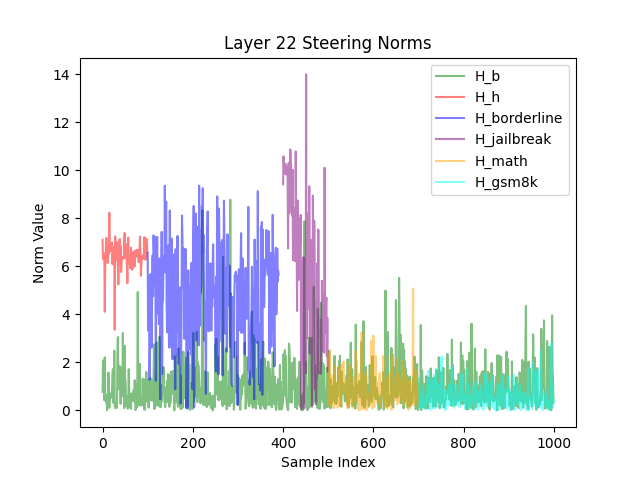 Layer 22 Steering Norms
Norm Value
14
12
10
8
6
4
2
0
H_b
H_h
H_borderline
H_jailbreak
H_math
H_gsm8k
0 200 400 600 800 1000
Sample Index